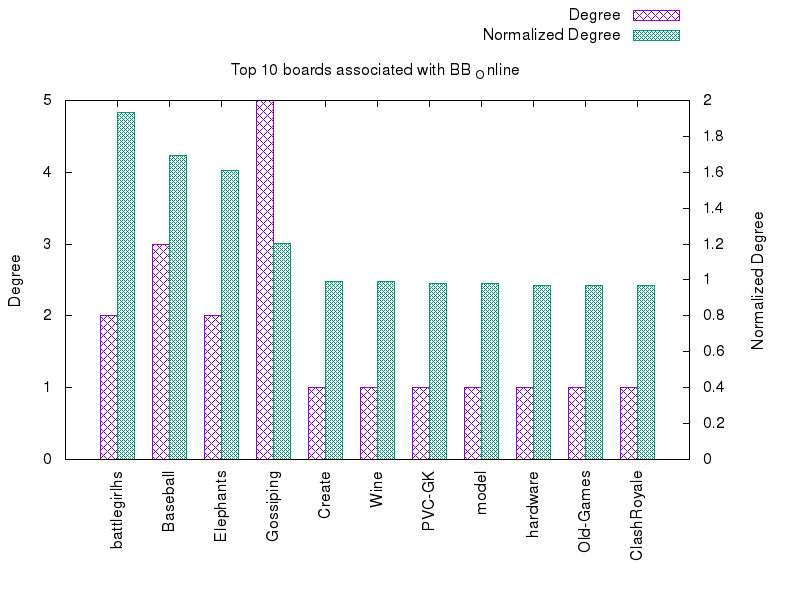 Degree
Normalized Degree
Top 10 boards associated with BB O nline
5
4
3
2
1
0
2
1.8
1.6
1.4
1.2
1
0.8
0.6
0.4
0.2
0
Degree
Normalized Degree
battlegirlhs
Baseball
Elephants
Gossiping
Create
Wine
PVC-GK
model
hardware
Old-Games
ClashRoyale